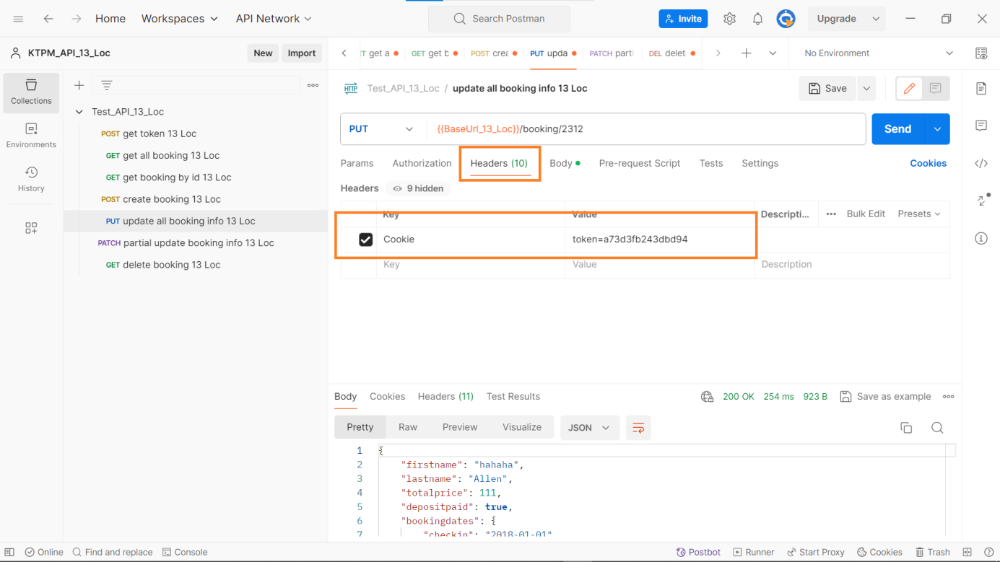 Home Workspaces API Network Search Postman Invite Upgrade
KTPM_API_13_Loc New Import
get a GET get b POST crea PUT upda PATCH parti DEL delet No Environment
Collections
Environments
History
Test_API_13_Loc
POST get token 13 Loc
GET get all booking 13 Loc
GET get booking by id 13 Loc
POST create booking 13 Loc
PUT update all booking info 13 Loc
PATCH partial update booking info 13 Loc
GET delete booking 13 Loc
HTTP Test_API_13_Loc / update all booking info 13 Loc Save
PUT {{BaseUrl_13_Loc}}/booking/2312 Send
Params Authorization Headers (10) Body Pre-request Script Tests Settings Cookies
Headers 9 hidden
Key Value Descripti... Bulk Edit Presets
Cookie token=a73d3fb243dbd94
Key Value Description
Body Cookies Headers (11) Test Results 200 OK 254 ms 923 B Save as example
Pretty Raw Preview Visualize JSON
1 {
2 "firstname": "hahaha",
3 "lastname": "Allen",
4 "totalprice": 111,
5 "depositpaid": true,
6 "bookingdates": {
7 "checkin": "2018-01-01"
Online Find and replace Console Postbot Runner Start Proxy Cookies Trash